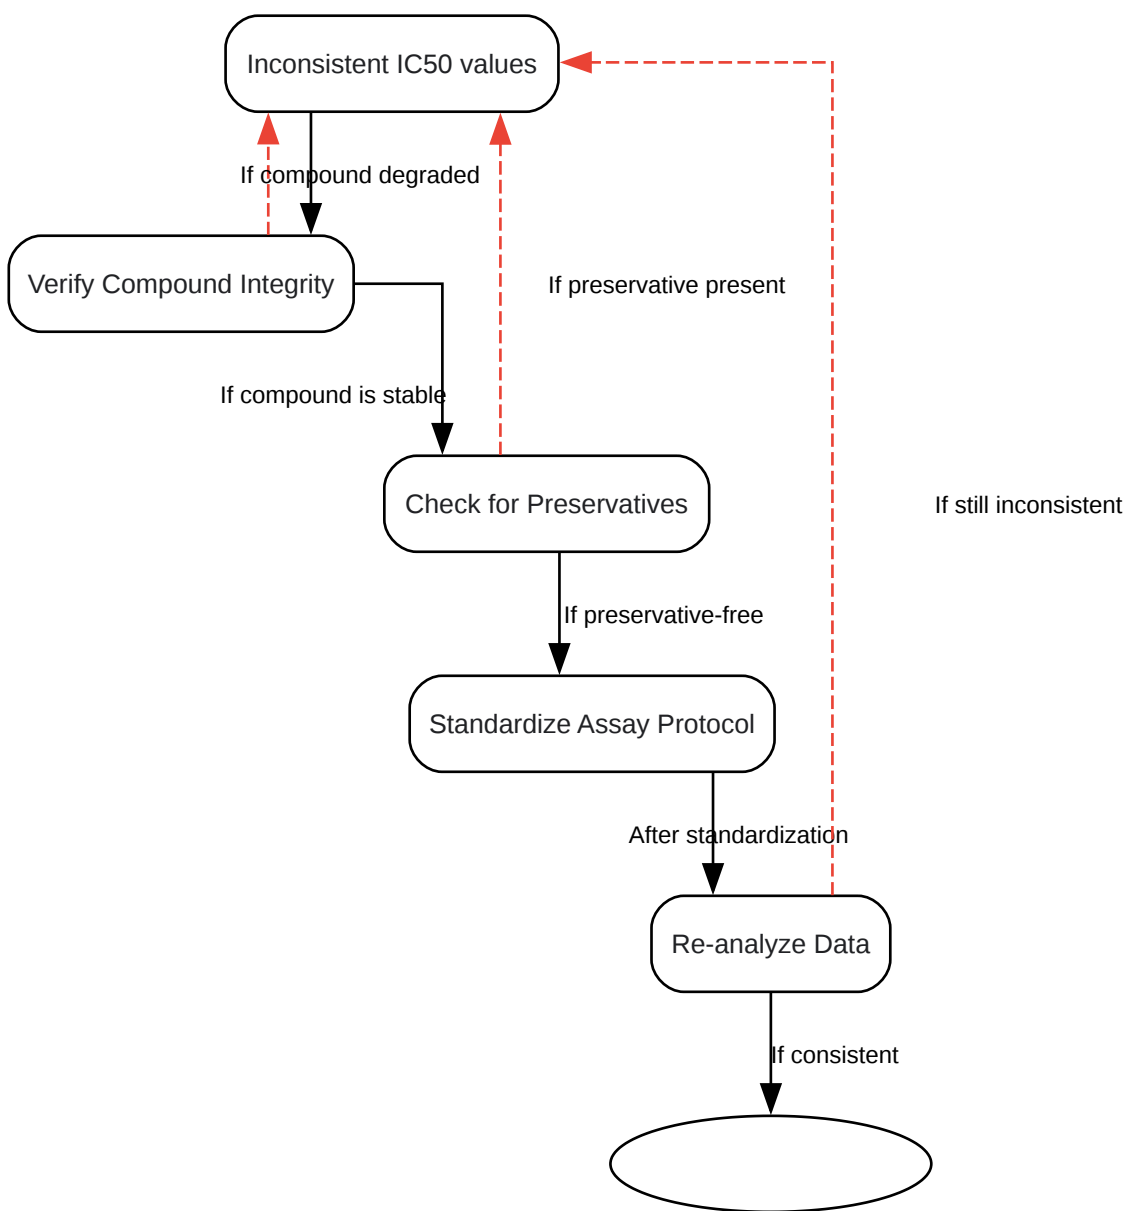 Inconsistent IC50 values
If compound degraded
Verify Compound Integrity
If preservative present
If compound is stable
Check for Preservatives
If still inconsistent
If preservative-free
Standardize Assay Protocol
After standardization
Re-analyze Data
If consistent